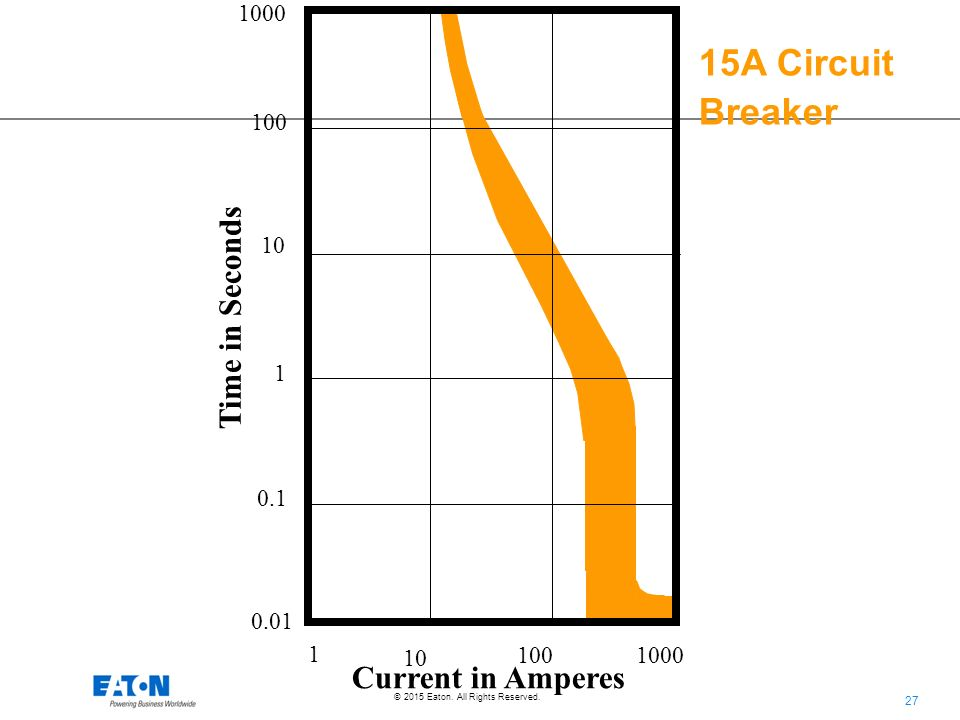 1000
15A Circuit
Breaker
100
10
Time in Seconds
1
0.1
0.01
1
10
100
1000
Current in Amperes
© 2015 Eaton. All Rights Reserved.
EATON
Powering Business Worldwide
27